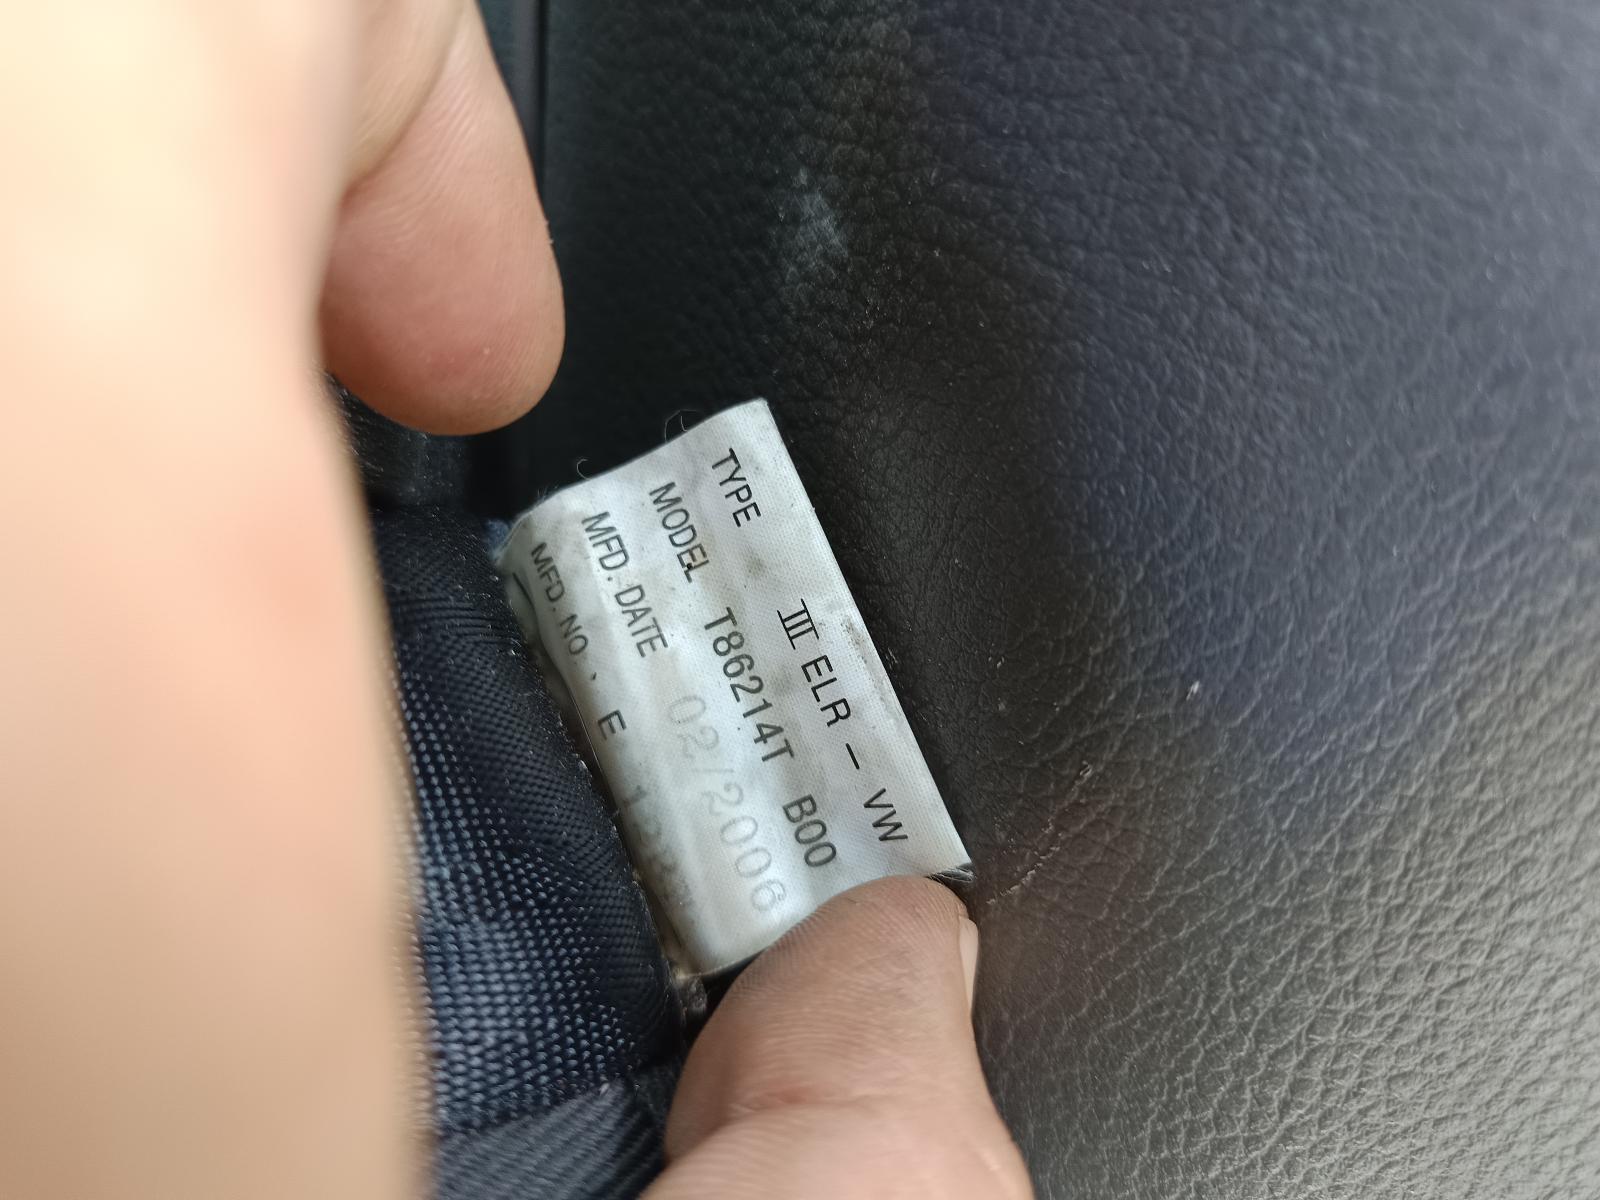 TYPE III ELR - VW
MODEL T86214T B00
MFD. DATE 02/2006
MFD. NO. . E